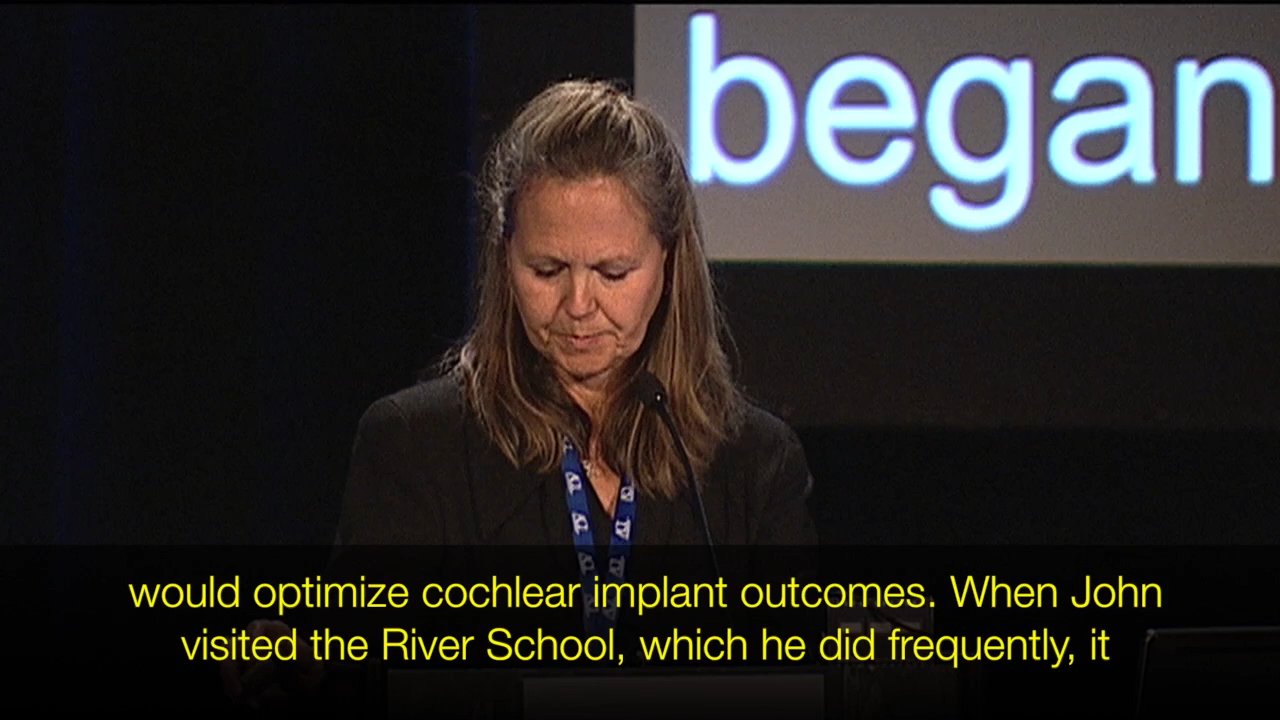 began
would optimize cochlear implant outcomes. When John
visited the River School, which he did frequently, it